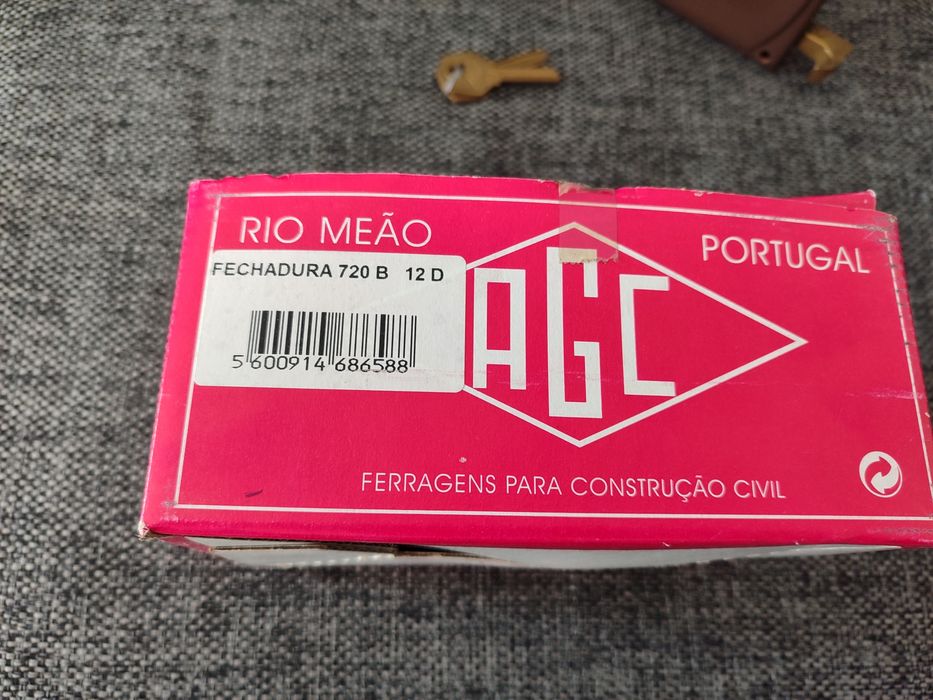 RIO MEÃO
PORTUGAL
FECHADURA 720 B 12 D
5 600914 686588
AGC
FERRAGENS PARA CONSTRUÇÃO CIVIL